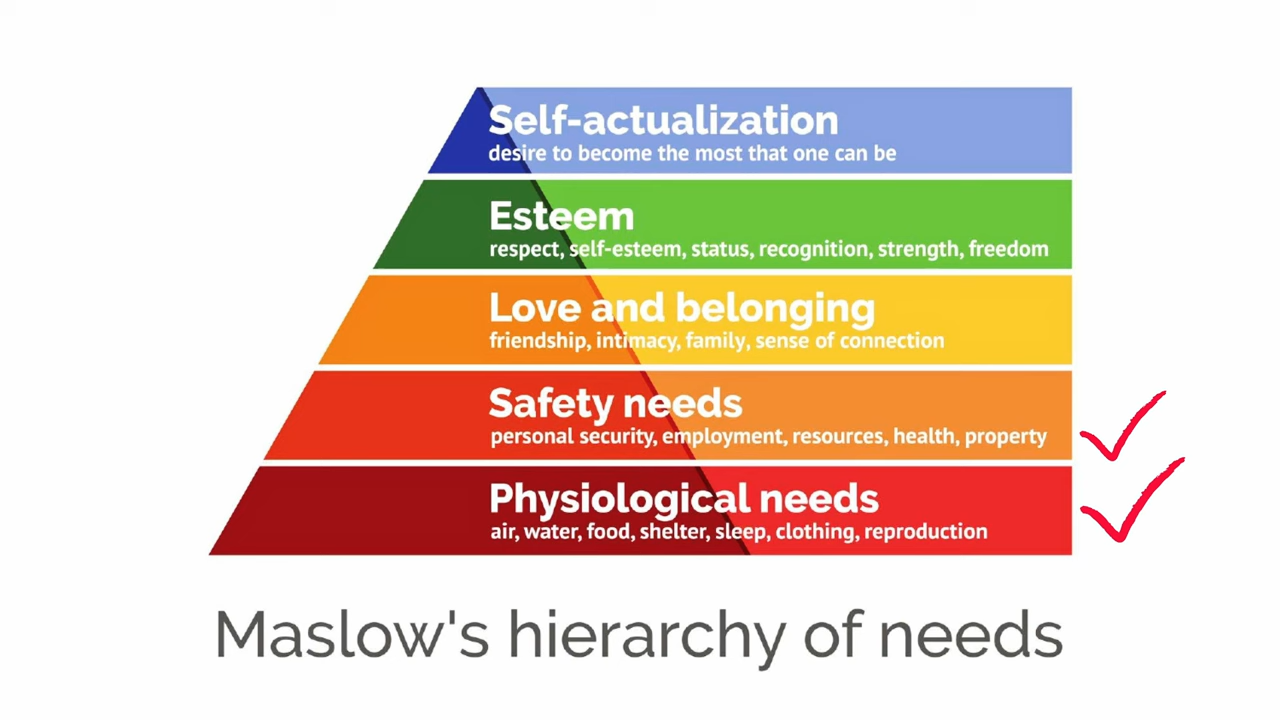 Self-actualization
desire to become the most that one can be
Esteem
respect, self-esteem, status, recognition, strength, freedom
Love and belonging
friendship, intimacy, family, sense of connection
Safety needs
personal security, employment, resources, health, property
Physiological needs
air, water, food, shelter, sleep, clothing, reproduction
Maslow's hierarchy of needs